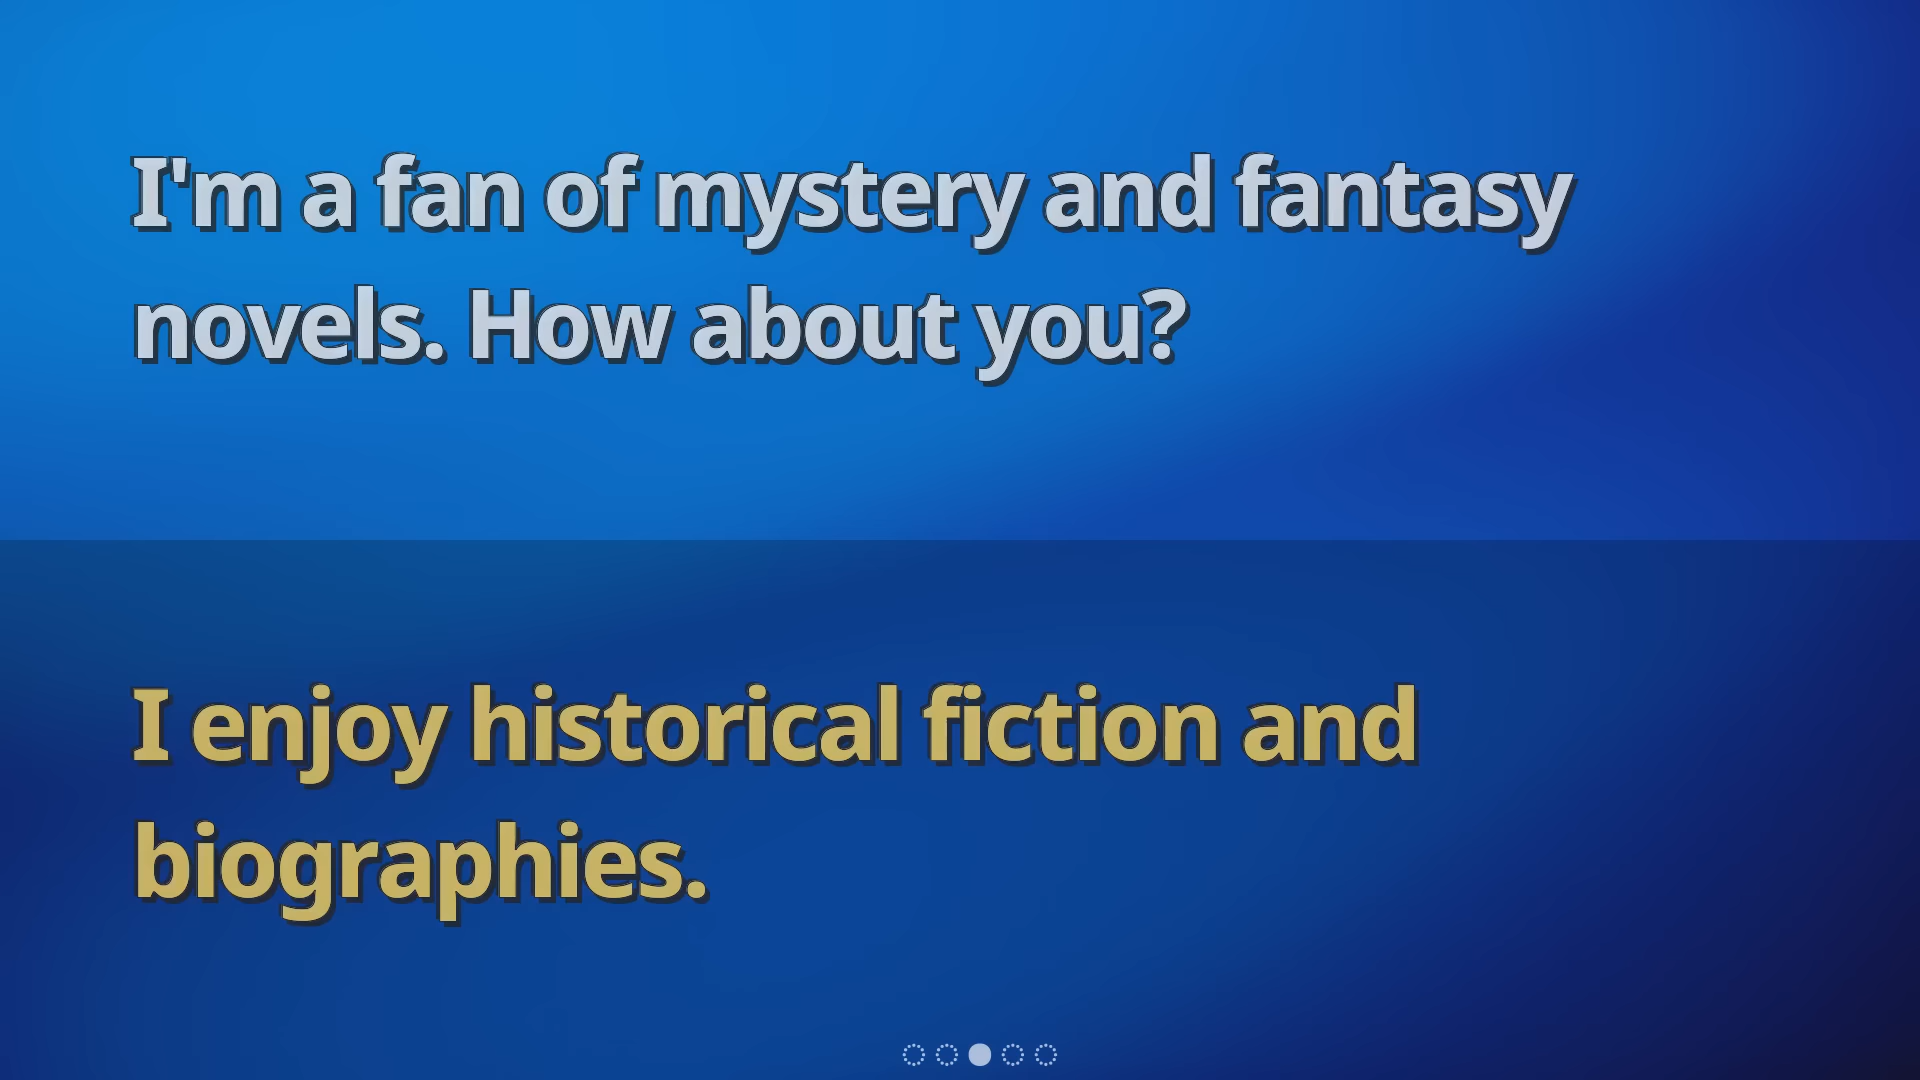 I'm a fan of mystery and fantasy
novels. How about you?
I enjoy historical fiction and
biographies.